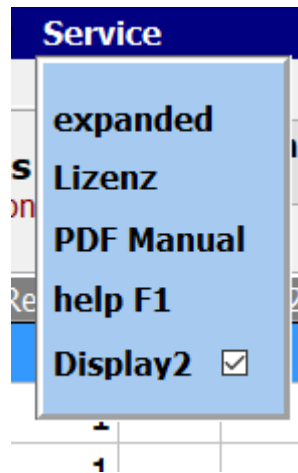 Service
expanded
Lizenz
PDF Manual
help F1
Display2
1
1